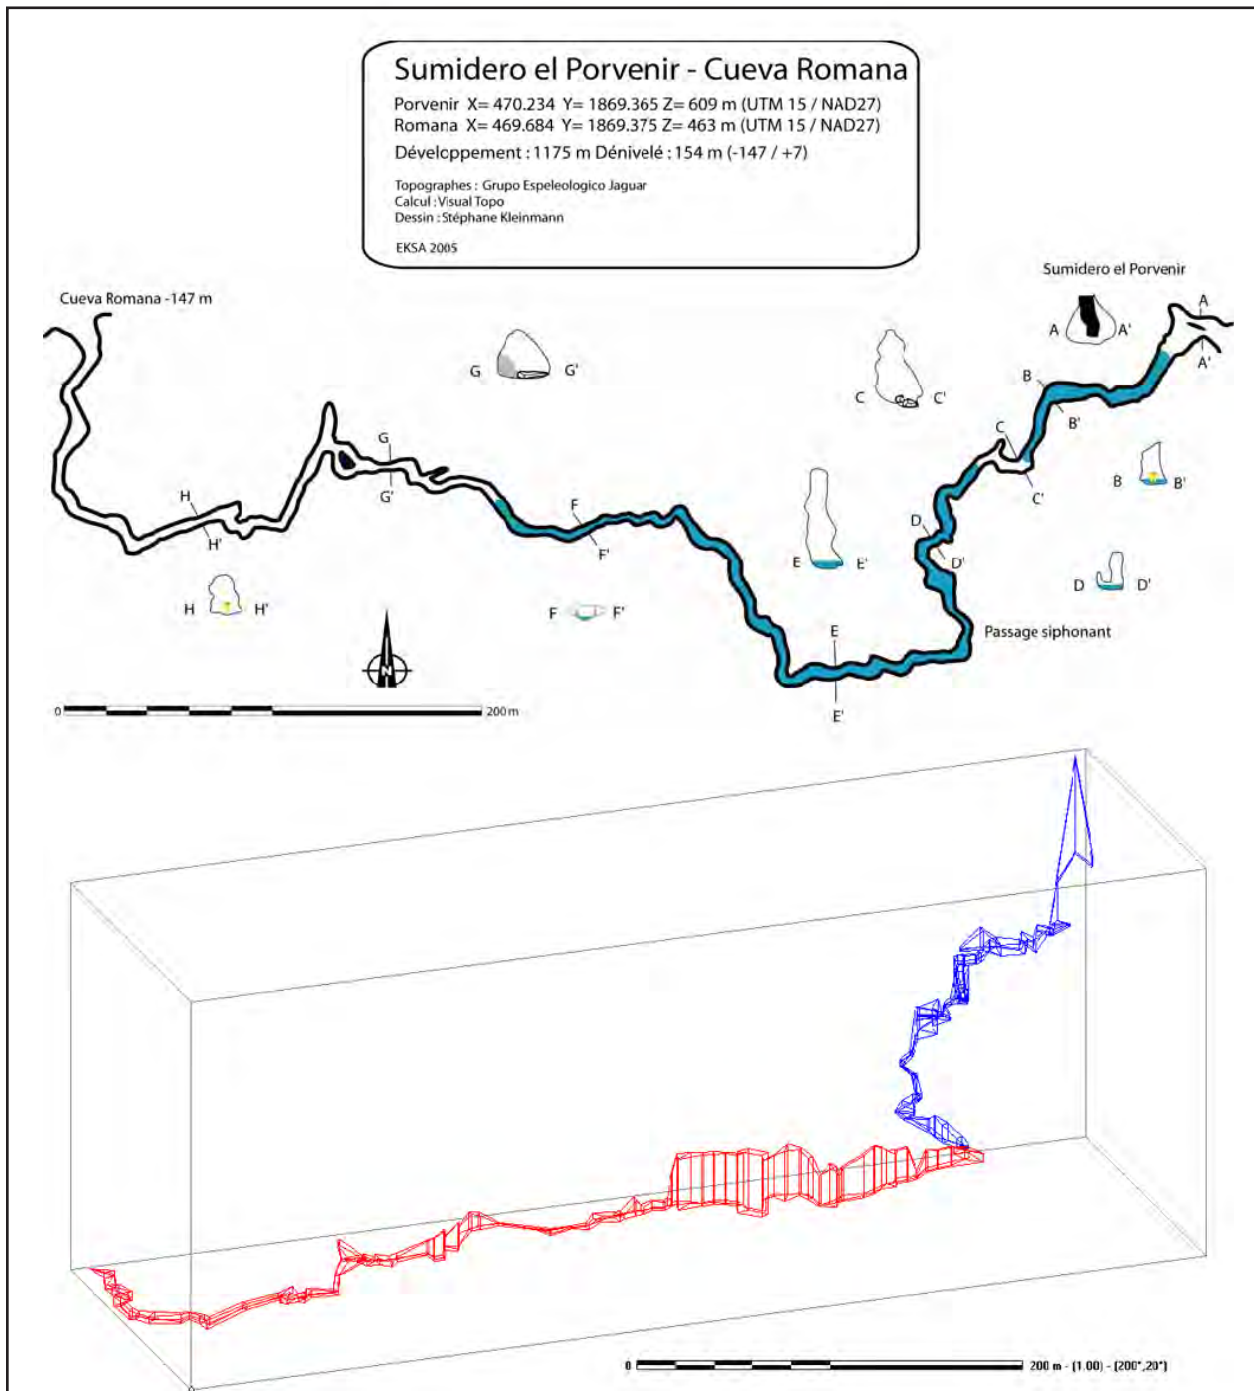 Sumidero el Porvenir - Cueva Romana
Porvenir X= 470.234 Y= 1869.365 Z= 609 m (UTM 15 / NAD27)
Romana X= 469.684 Y= 1869.375 Z= 463 m (UTM 15 / NAD27)
Développement : 1175 m Dénivelé : 154 m (-147 / +7)
Topographes : Grupo Espeleologico Jaguar
Calcul : Visual Topo
Dessin : Stéphane Kleinmann
EKSA 2005
Sumidero el Porvenir
Cueva Romana -147 m
A
A A'
A'
G G'
C C'
B
B'
C
C'
B B'
G
G'
H
H'
F
F'
D
D'
E E'
D D'
H H'
F F'
N
E
E'
Passage siphonant
0 200 m
0 200 m - (1.00) - (200°,20°)